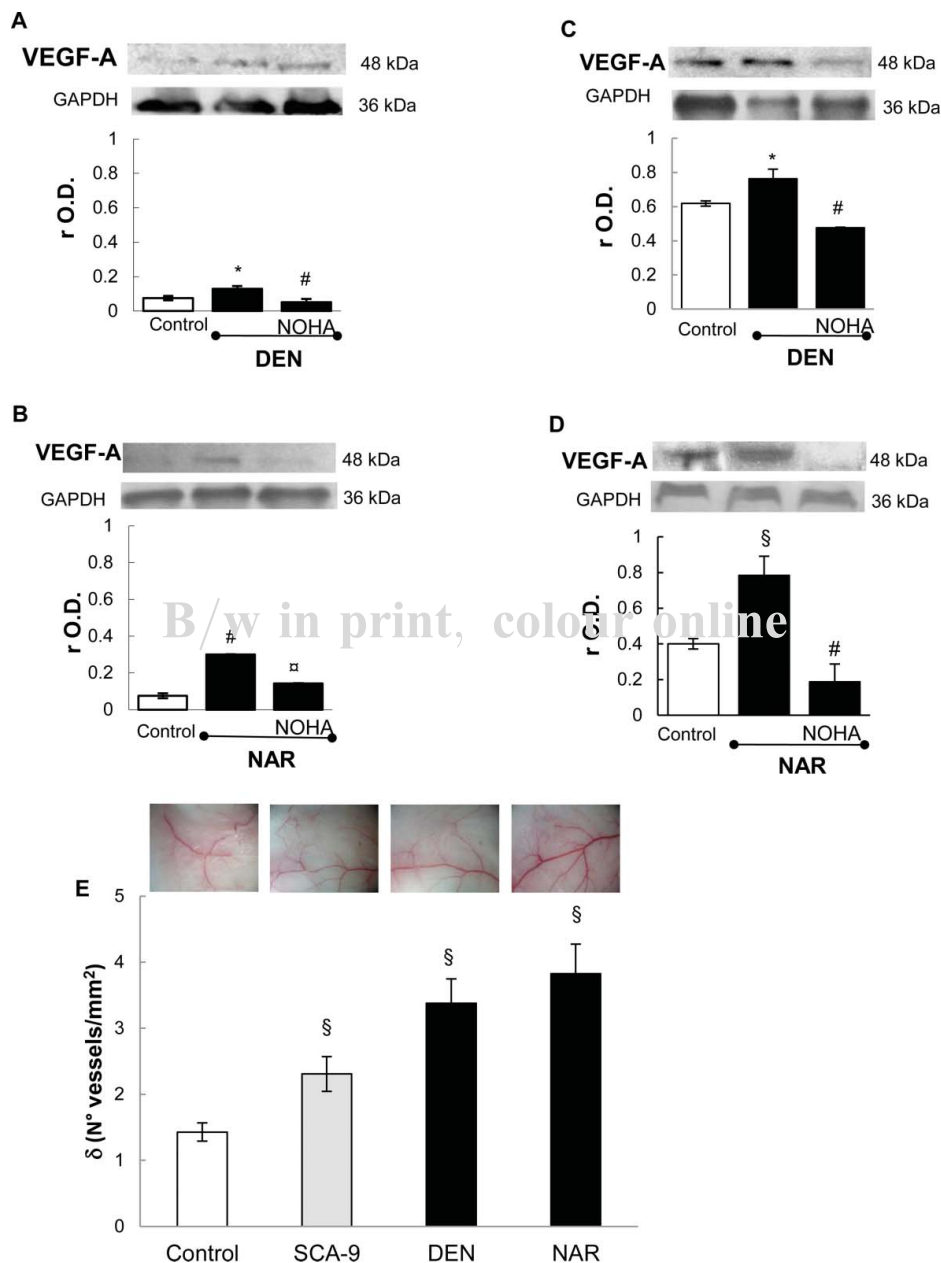 A
VEGF-A
48 kDa
GAPDH
36 kDa
1
0.8
0.6
0.4
0.2
0
r O.D.
*
#
Control
NOHA
DEN
C
VEGF-A
48 kDa
GAPDH
36 kDa
1
0.8
0.6
0.4
0.2
0
r O.D.
*
#
Control
NOHA
DEN
B
VEGF-A
48 kDa
GAPDH
36 kDa
1
0.8
0.6
0.4
0.2
0
r O.D.
#
¤
Control
NOHA
NAR
D
VEGF-A
48 kDa
GAPDH
36 kDa
1
0.8
0.6
0.4
0.2
0
r O.D.
§
#
Control
NOHA
NAR
B/w in print, colour online
E
5
4
3
2
1
0
δ (N° vessels/mm²)
§
§
§
Control
SCA-9
DEN
NAR